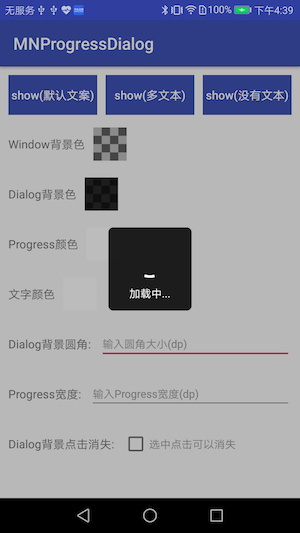 无服务 100% 下午4:39
MNProgressDialog
show(默认文案) show(多文本) show(没有文本)
Window背景色
Dialog背景色
Progress颜色
加载中...
文字颜色
Dialog背景圆角: 输入圆角大小(dp)
Progress宽度: 输入Progress宽度(dp)
Dialog背景点击消失: 选中点击可以消失